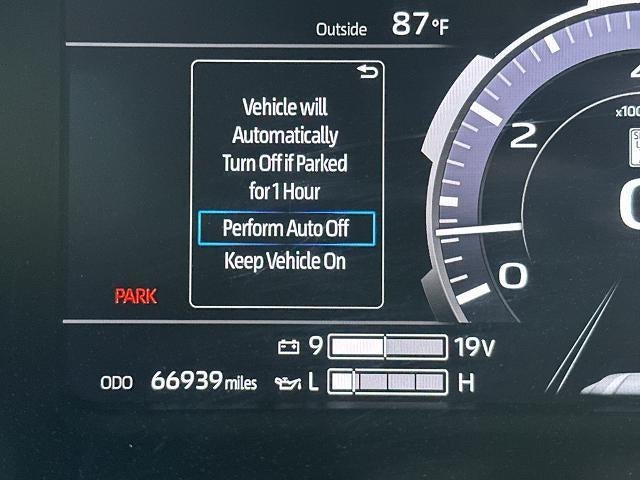 Outside 87°F
Vehicle will
Automatically
Turn Off if Parked
for 1 Hour
Perform Auto Off
Keep Vehicle On
2
0
PARK
9 19V
ODO 66939 miles L H